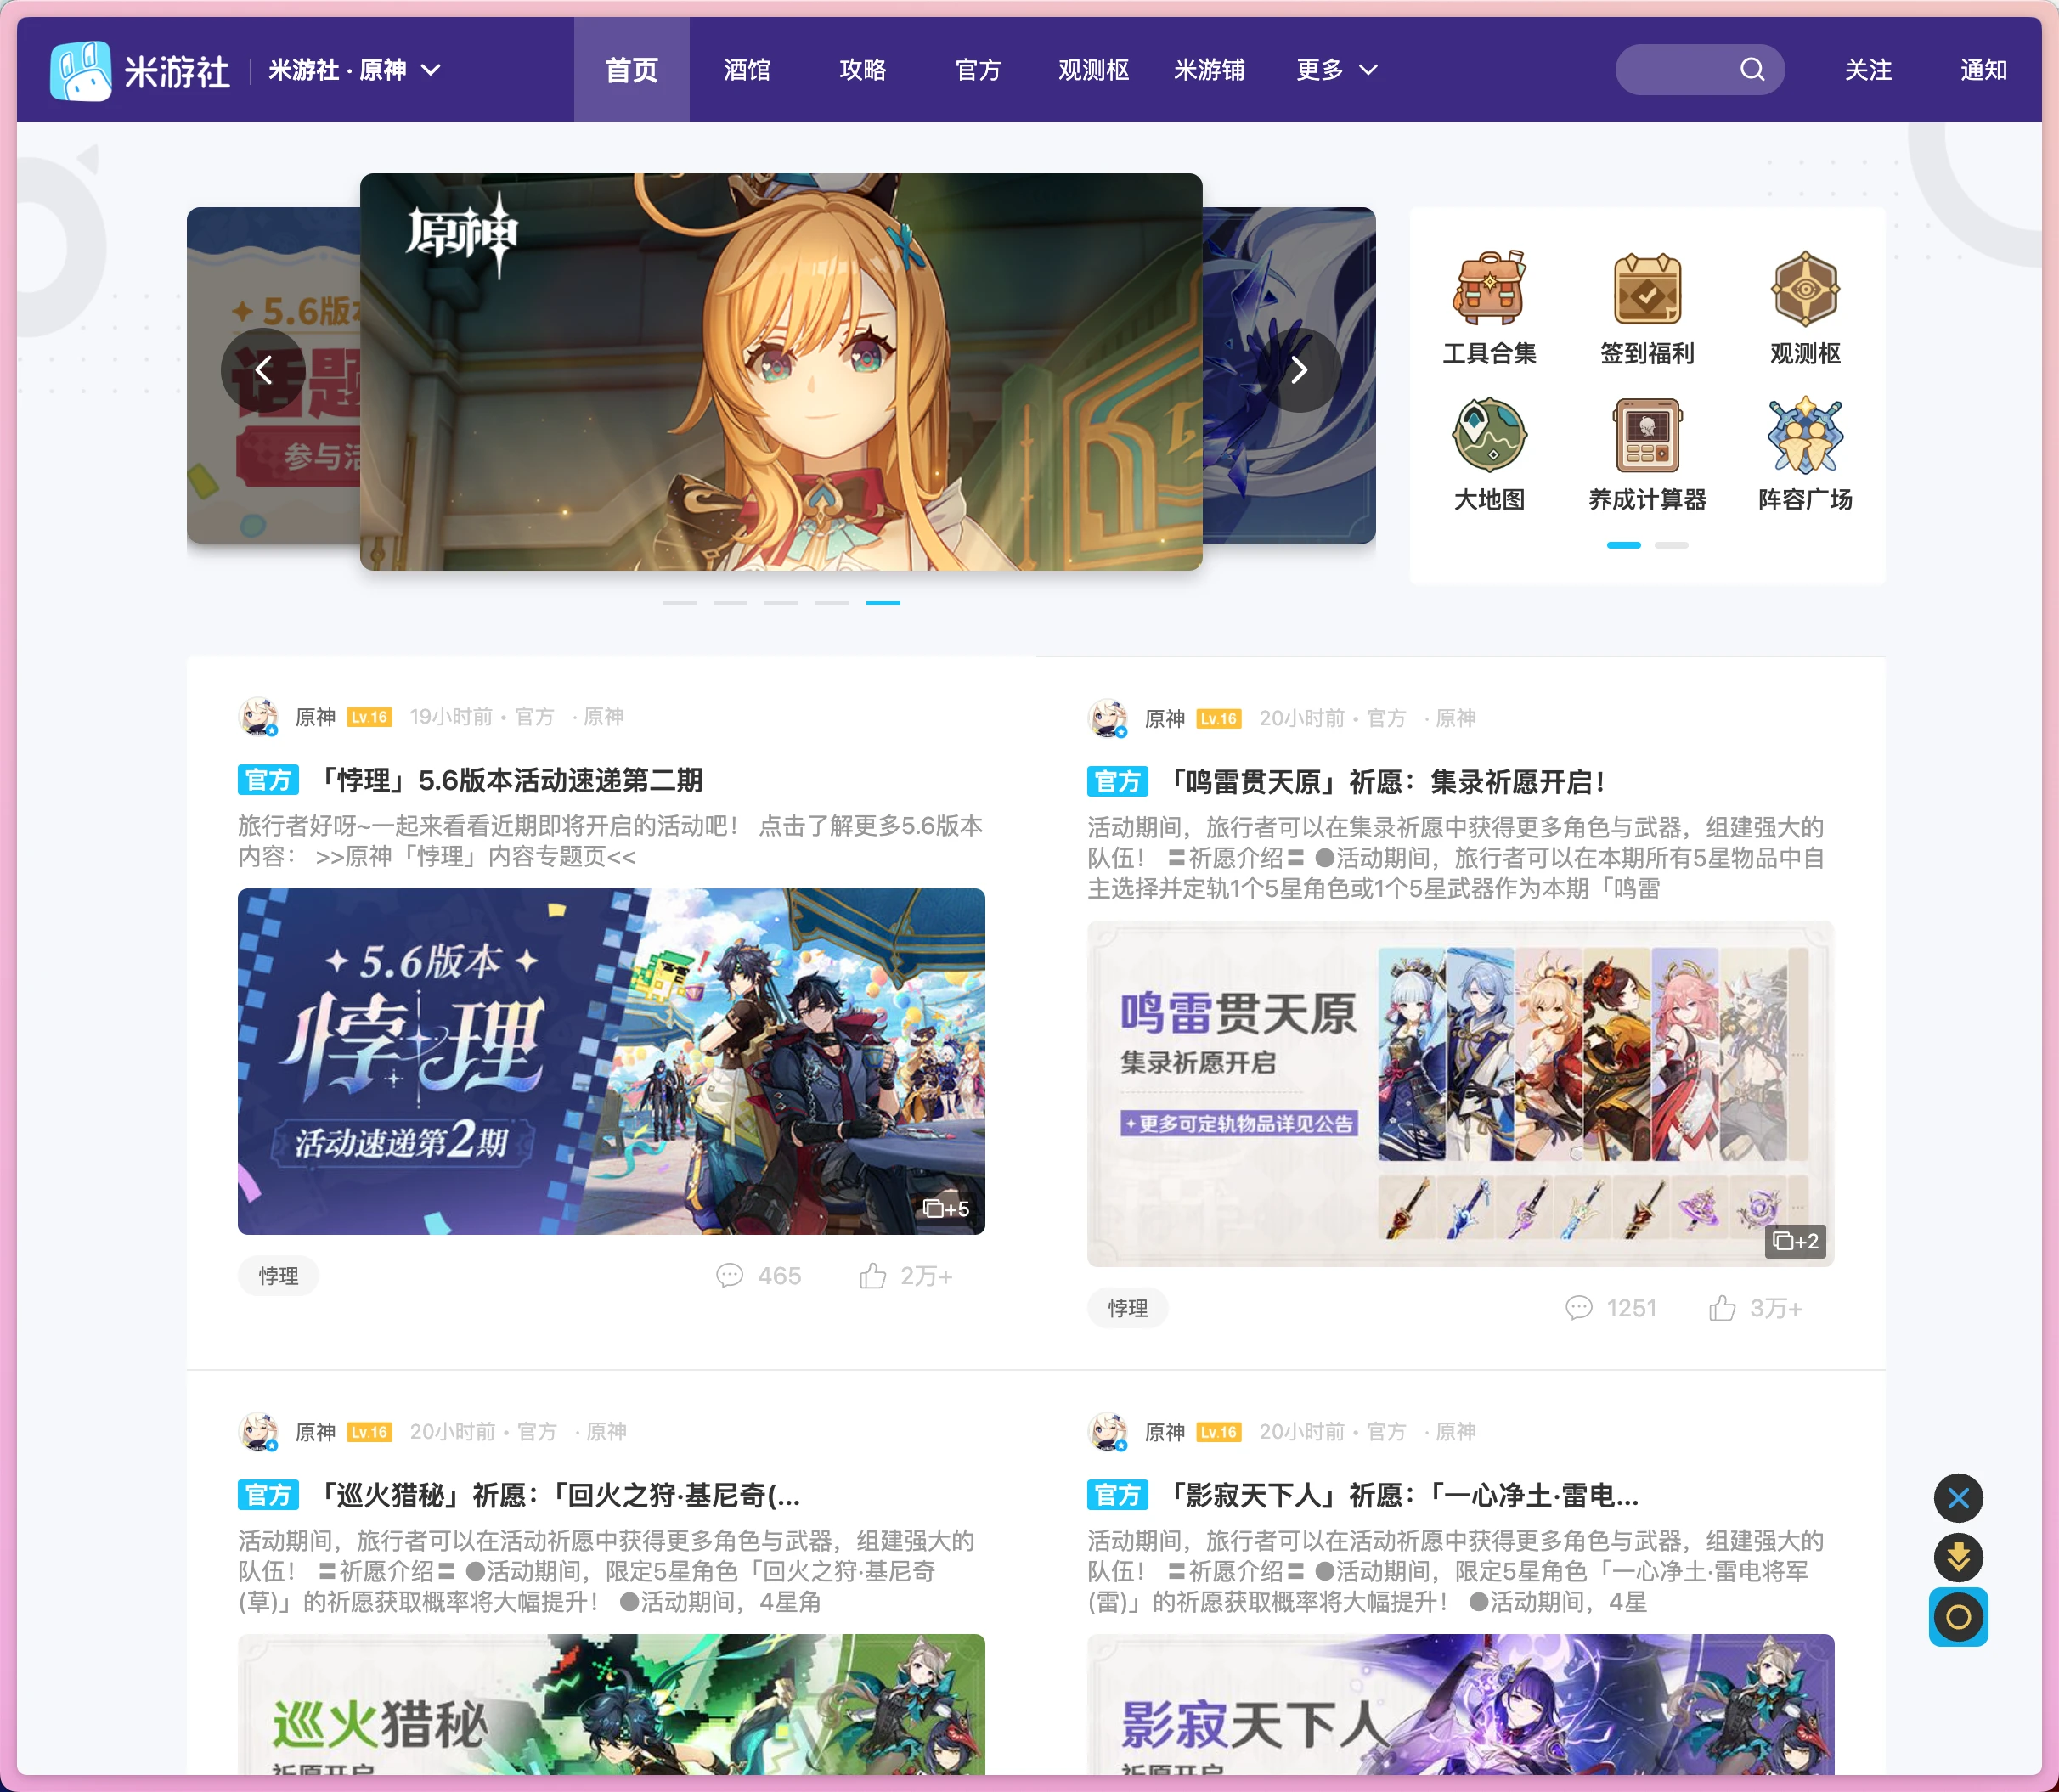 米游社
米游社 · 原神
首页
酒馆
攻略
官方
观测枢
米游铺
更多
关注
通知
✦ 5.6版
话题
参与活
原神
工具合集
签到福利
观测枢
大地图
养成计算器
阵容广场
原神 Lv.16 19小时前 • 官方 · 原神
官方 「悖理」5.6版本活动速递第二期
旅行者好呀~一起来看看近期即将开启的活动吧! 点击了解更多5.6版本
内容: >>原神「悖理」内容专题页<<
✦ 5.6版本 ✦
悖理
活动速递第2期
+5
悖理
465
2万+
原神 Lv.16 20小时前 • 官方 · 原神
官方 「鸣雷贯天原」祈愿:集录祈愿开启!
活动期间，旅行者可以在集录祈愿中获得更多角色与武器，组建强大的
队伍! 〓祈愿介绍〓 ●活动期间，旅行者可以在本期所有5星物品中自
主选择并定轨1个5星角色或1个5星武器作为本期「鸣雷
鸣雷贯天原
集录祈愿开启
✦更多可定轨物品详见公告
+2
悖理
1251
3万+
原神 Lv.16 20小时前 • 官方 · 原神
官方 「巡火猎秘」祈愿:「回火之狩·基尼奇(...
活动期间，旅行者可以在活动祈愿中获得更多角色与武器，组建强大的
队伍! 〓祈愿介绍〓 ●活动期间，限定5星角色「回火之狩·基尼奇
(草)」的祈愿获取概率将大幅提升! ●活动期间，4星角
巡火猎秘
祈愿开启
原神 Lv.16 20小时前 • 官方 · 原神
官方 「影寂天下人」祈愿:「一心净土·雷电...
活动期间，旅行者可以在活动祈愿中获得更多角色与武器，组建强大的
队伍! 〓祈愿介绍〓 ●活动期间，限定5星角色「一心净土·雷电将军
(雷)」的祈愿获取概率将大幅提升! ●活动期间，4星
影寂天下人
祈愿开启